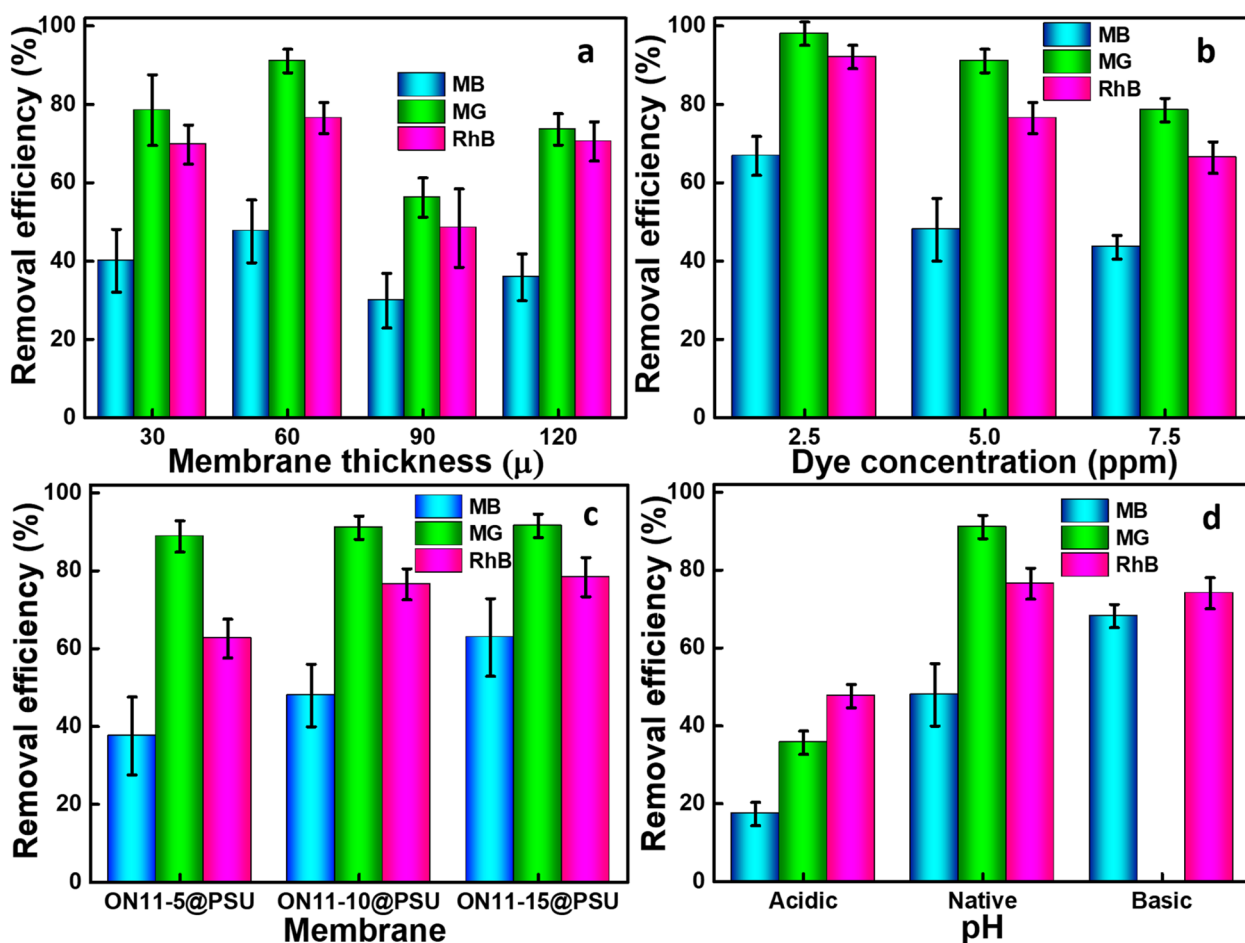 100
80
60
40
20
0
Removal efficiency (%)
a
MB
MG
RhB
30 60 90 120
Membrane thickness (μ)
100
80
60
40
20
0
Removal efficiency (%)
b
MB
MG
RhB
2.5 5.0 7.5
Dye concentration (ppm)
100
80
60
40
20
0
Removal efficiency (%)
c
MB
MG
RhB
ON11-5@PSU ON11-10@PSU ON11-15@PSU
Membrane
100
80
60
40
20
0
Removal efficiency (%)
d
MB
MG
RhB
Acidic Native Basic
pH